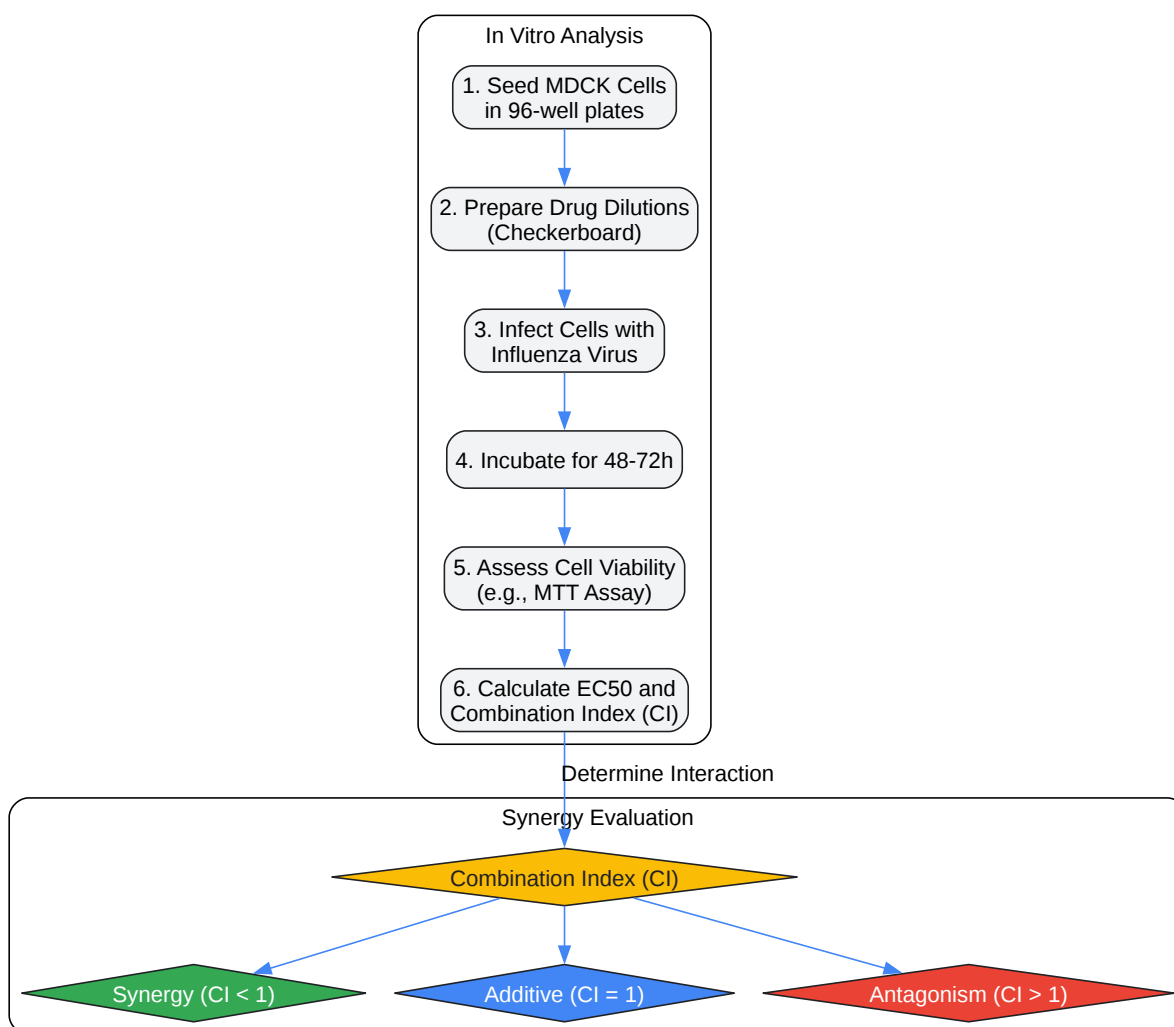 In Vitro Analysis
1. Seed MDCK Cells
in 96-well plates
2. Prepare Drug Dilutions
(Checkerboard)
3. Infect Cells with
Influenza Virus
4. Incubate for 48-72h
5. Assess Cell Viability
(e.g., MTT Assay)
6. Calculate EC50 and
Combination Index (CI)
Determine Interaction
Synergy Evaluation
Combination Index (CI)
Synergy (CI < 1)
Additive (CI = 1)
Antagonism (CI > 1)